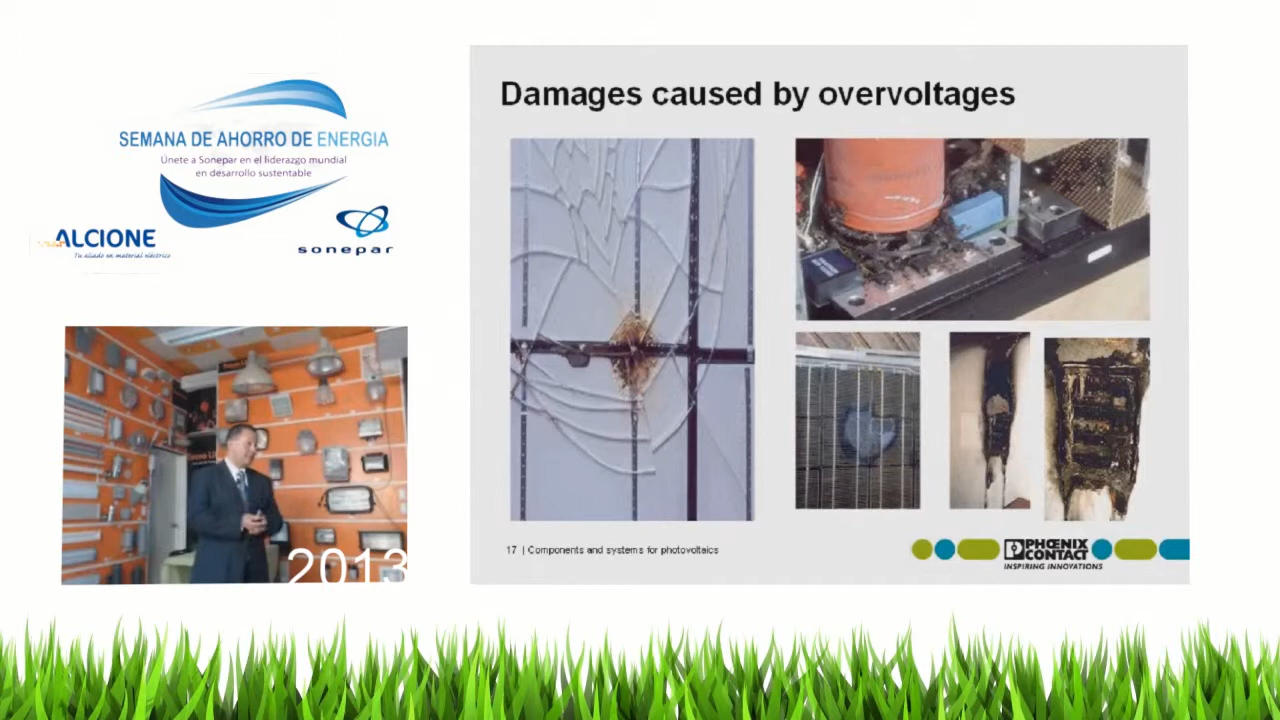 SEMANA DE AHORRO DE ENERGIA
Únete a Sonepar en el liderazgo mundial
en desarrollo sustentable
ALCIONE
Tu aliado en material eléctrico
sonepar
2013
Damages caused by overvoltages
17 | Components and systems for photovoltaics
PHŒNIX
CONTACT
INSPIRING INNOVATIONS